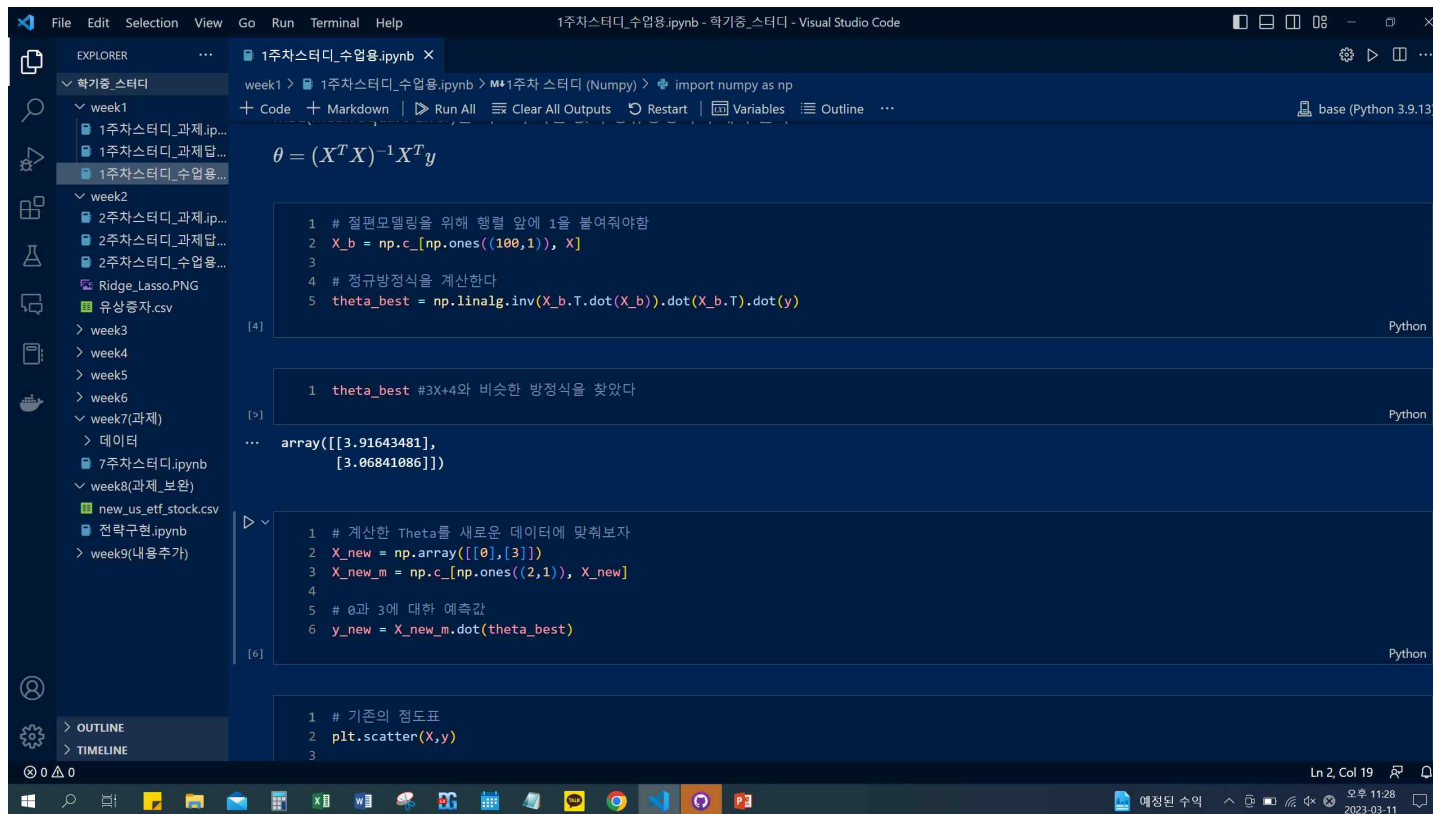 File Edit Selection View Go Run Terminal Help
1주차스터디_수업용.ipynb - 학기중_스터디 - Visual Studio Code
EXPLORER
1주차스터디_수업용.ipynb
학기중_스터디
week1
1주차스터디_과제.ip...
1주차스터디_과제답...
1주차스터디_수업용...
week2
2주차스터디_과제.ip...
2주차스터디_과제답...
2주차스터디_수업용...
Ridge_Lasso.PNG
유상증자.csv
week3
week4
week5
week6
week7(과제)
데이터
7주차스터디.ipynb
week8(과제_보완)
new_us_etf_stock.csv
전략구현.ipynb
week9(내용추가)
OUTLINE
TIMELINE
week1 > 1주차스터디_수업용.ipynb > M↓1주차 스터디 (Numpy) > import numpy as np
+ Code + Markdown | Run All Clear All Outputs Restart | Variables Outline ...
base (Python 3.9.13)
θ = (X^T X)^{-1} X^T y
1 # 절편모델링을 위해 행렬 앞에 1을 붙여줘야함
2 X_b = np.c_[np.ones((100,1)), X]
3
4 # 정규방정식을 계산한다
5 theta_best = np.linalg.inv(X_b.T.dot(X_b)).dot(X_b.T).dot(y)
[4] Python
1 theta_best #3X+4와 비슷한 방정식을 찾았다
[5] Python
... array([[3.91643481],
[3.06841086]])
1 # 계산한 Theta를 새로운 데이터에 맞춰보자
2 X_new = np.array([[0],[3]])
3 X_new_m = np.c_[np.ones((2,1)), X_new]
4
5 # 0과 3에 대한 예측값
6 y_new = X_new_m.dot(theta_best)
[6] Python
1 # 기존의 점도표
2 plt.scatter(X,y)
3
0 0
Ln 2, Col 19
예정된 수익
오후 11:28
2023-03-11